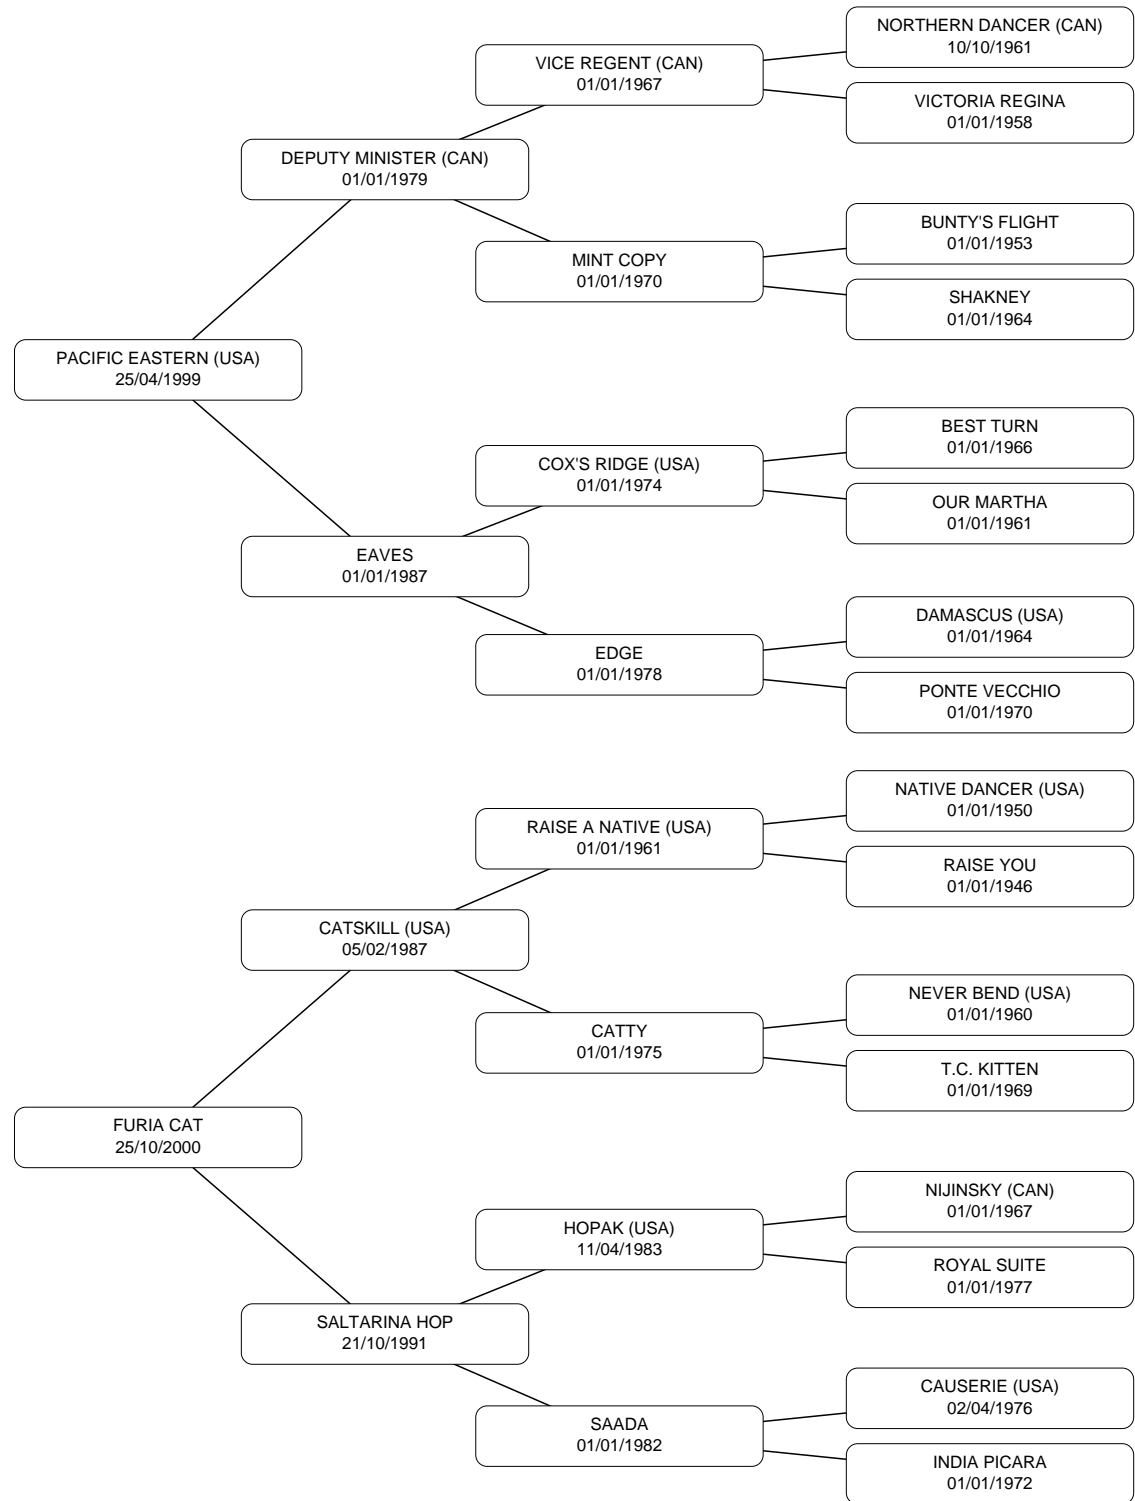 NORTHERN DANCER (CAN)
10/10/1961
VICE REGENT (CAN)
01/01/1967
VICTORIA REGINA
01/01/1958
DEPUTY MINISTER (CAN)
01/01/1979
BUNTY'S FLIGHT
01/01/1953
MINT COPY
01/01/1970
SHAKNEY
01/01/1964
PACIFIC EASTERN (USA)
25/04/1999
BEST TURN
01/01/1966
COX'S RIDGE (USA)
01/01/1974
OUR MARTHA
01/01/1961
EAVES
01/01/1987
DAMASCUS (USA)
01/01/1964
EDGE
01/01/1978
PONTE VECCHIO
01/01/1970
NATIVE DANCER (USA)
01/01/1950
RAISE A NATIVE (USA)
01/01/1961
RAISE YOU
01/01/1946
CATSKILL (USA)
05/02/1987
NEVER BEND (USA)
01/01/1960
CATTY
01/01/1975
T.C. KITTEN
01/01/1969
FURIA CAT
25/10/2000
NIJINSKY (CAN)
01/01/1967
HOPAK (USA)
11/04/1983
ROYAL SUITE
01/01/1977
SALTARINA HOP
21/10/1991
CAUSERIE (USA)
02/04/1976
SAADA
01/01/1982
INDIA PICARA
01/01/1972